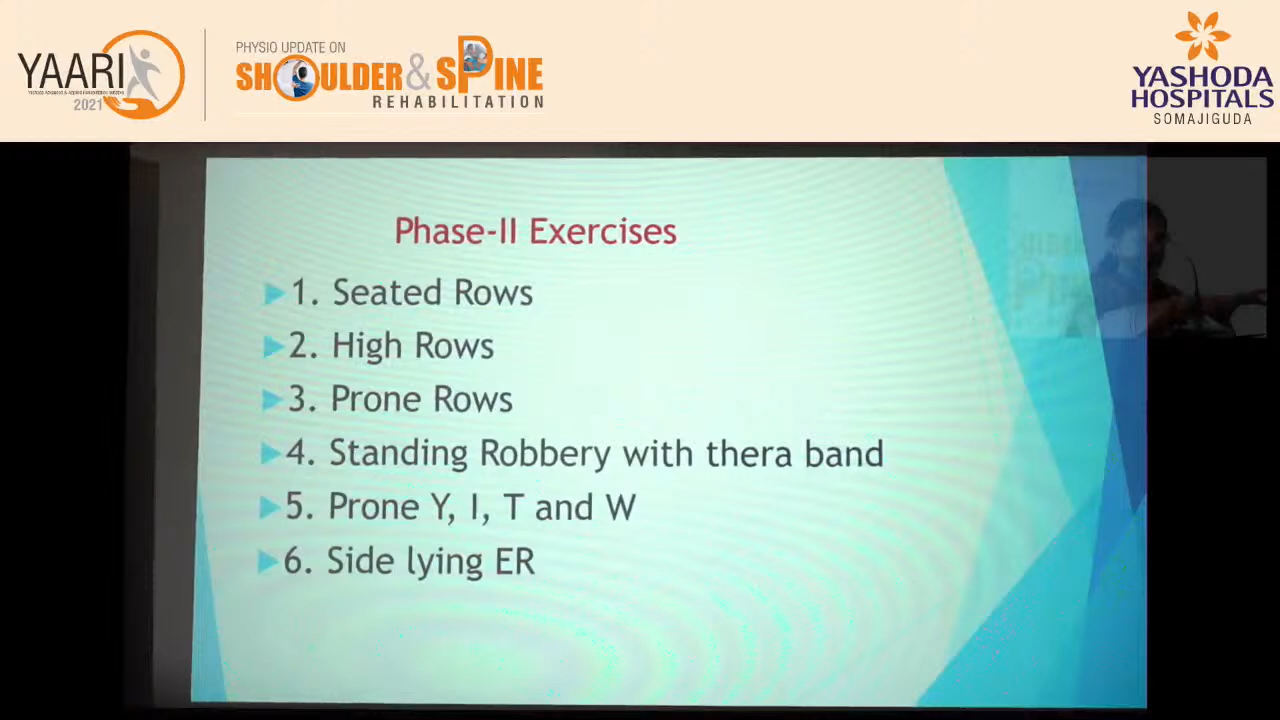 YAARI
2021
PHYSIO UPDATE ON
SHOULDER & SPINE
REHABILITATION
YASHODA
HOSPITALS
SOMAJIGUDA
Phase-II Exercises
1. Seated Rows
2. High Rows
3. Prone Rows
4. Standing Robbery with thera band
5. Prone Y, I, T and W
6. Side lying ER